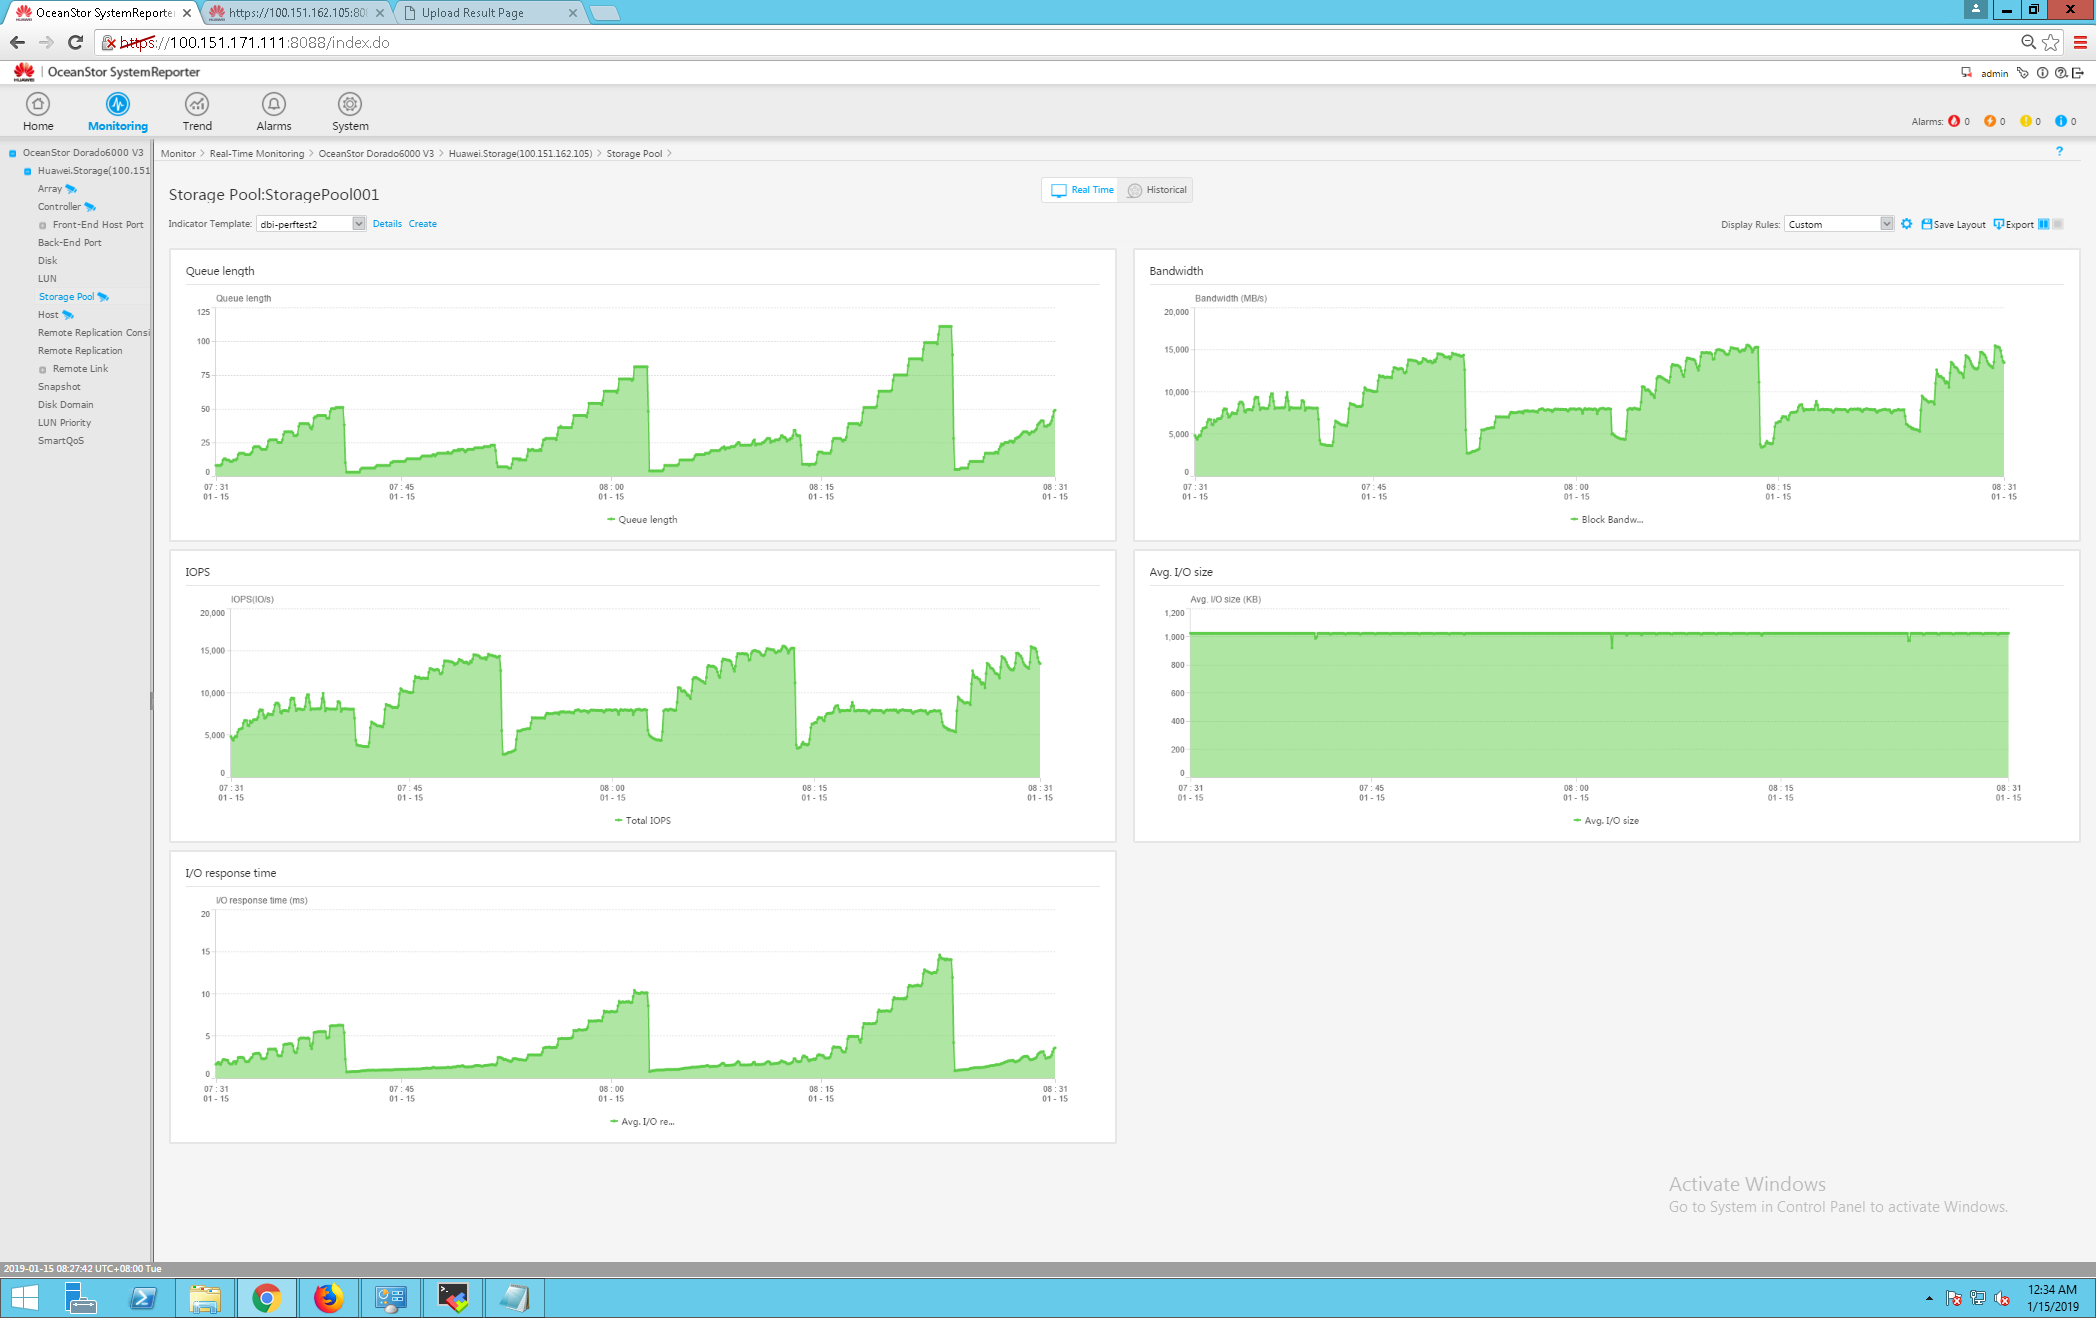 OceanStor SystemReporter
https://100.151.162.105:808
Upload Result Page
https://100.151.171.111:8088/index.do
HUAWEI
OceanStor SystemReporter
admin
Home
Monitoring
Trend
Alarms
System
Alarms: 0 0 0 0
OceanStor Dorado6000 V3
Huawei.Storage(100.151
Array
Controller
Front-End Host Port
Back-End Port
Disk
LUN
Storage Pool
Host
Remote Replication Consi
Remote Replication
Remote Link
Snapshot
Disk Domain
LUN Priority
SmartQoS
Monitor > Real-Time Monitoring > OceanStor Dorado6000 V3 > Huawei.Storage(100.151.162.105) > Storage Pool >
?
Storage Pool:StoragePool001
Real Time
Historical
Indicator Template: dbi-perftest2 Details Create
Display Rules: Custom Save Layout Export
Queue length
Queue length
125
100
75
50
25
0
07 : 31 07 : 45 08 : 00 08 : 15 08 : 31
01 - 15 01 - 15 01 - 15 01 - 15 01 - 15
Queue length
Bandwidth
Bandwidth (MB/s)
20,000
15,000
10,000
5,000
0
07 : 31 07 : 45 08 : 00 08 : 15 08 : 31
01 - 15 01 - 15 01 - 15 01 - 15 01 - 15
Block Bandw...
IOPS
IOPS(IO/s)
20,000
15,000
10,000
5,000
0
07 : 31 07 : 45 08 : 00 08 : 15 08 : 31
01 - 15 01 - 15 01 - 15 01 - 15 01 - 15
Total IOPS
Avg. I/O size
Avg. I/O size (KB)
1,200
1,000
800
600
400
200
0
07 : 31 07 : 45 08 : 00 08 : 15 08 : 31
01 - 15 01 - 15 01 - 15 01 - 15 01 - 15
Avg. I/O size
I/O response time
I/O response time (ms)
20
15
10
5
0
07 : 31 07 : 45 08 : 00 08 : 15 08 : 31
01 - 15 01 - 15 01 - 15 01 - 15 01 - 15
Avg. I/O re...
Activate Windows
Go to System in Control Panel to activate Windows.
2019-01-15 08:27:42 UTC+08:00 Tue
12:34 AM
1/15/2019